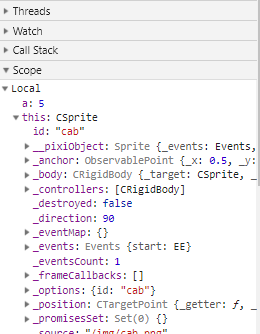 Threads
Watch
Call Stack
Scope
Local
a: 5
this: CSprite
id: "cab"
__pixiObject: Sprite {_events: Events,
_anchor: ObservablePoint {_x: 0.5, _y:
_body: CRigidBody {_target: CSprite, _
_controllers: [CRigidBody]
_destroyed: false
_direction: 90
_eventMap: {}
_events: Events {start: EE}
_eventsCount: 1
_frameCallbacks: []
_options: {id: "cab"}
_position: CTargetPoint {_getter: ƒ, _
_promisesSet: Set(0) {}
_source: "/img/cab.png"